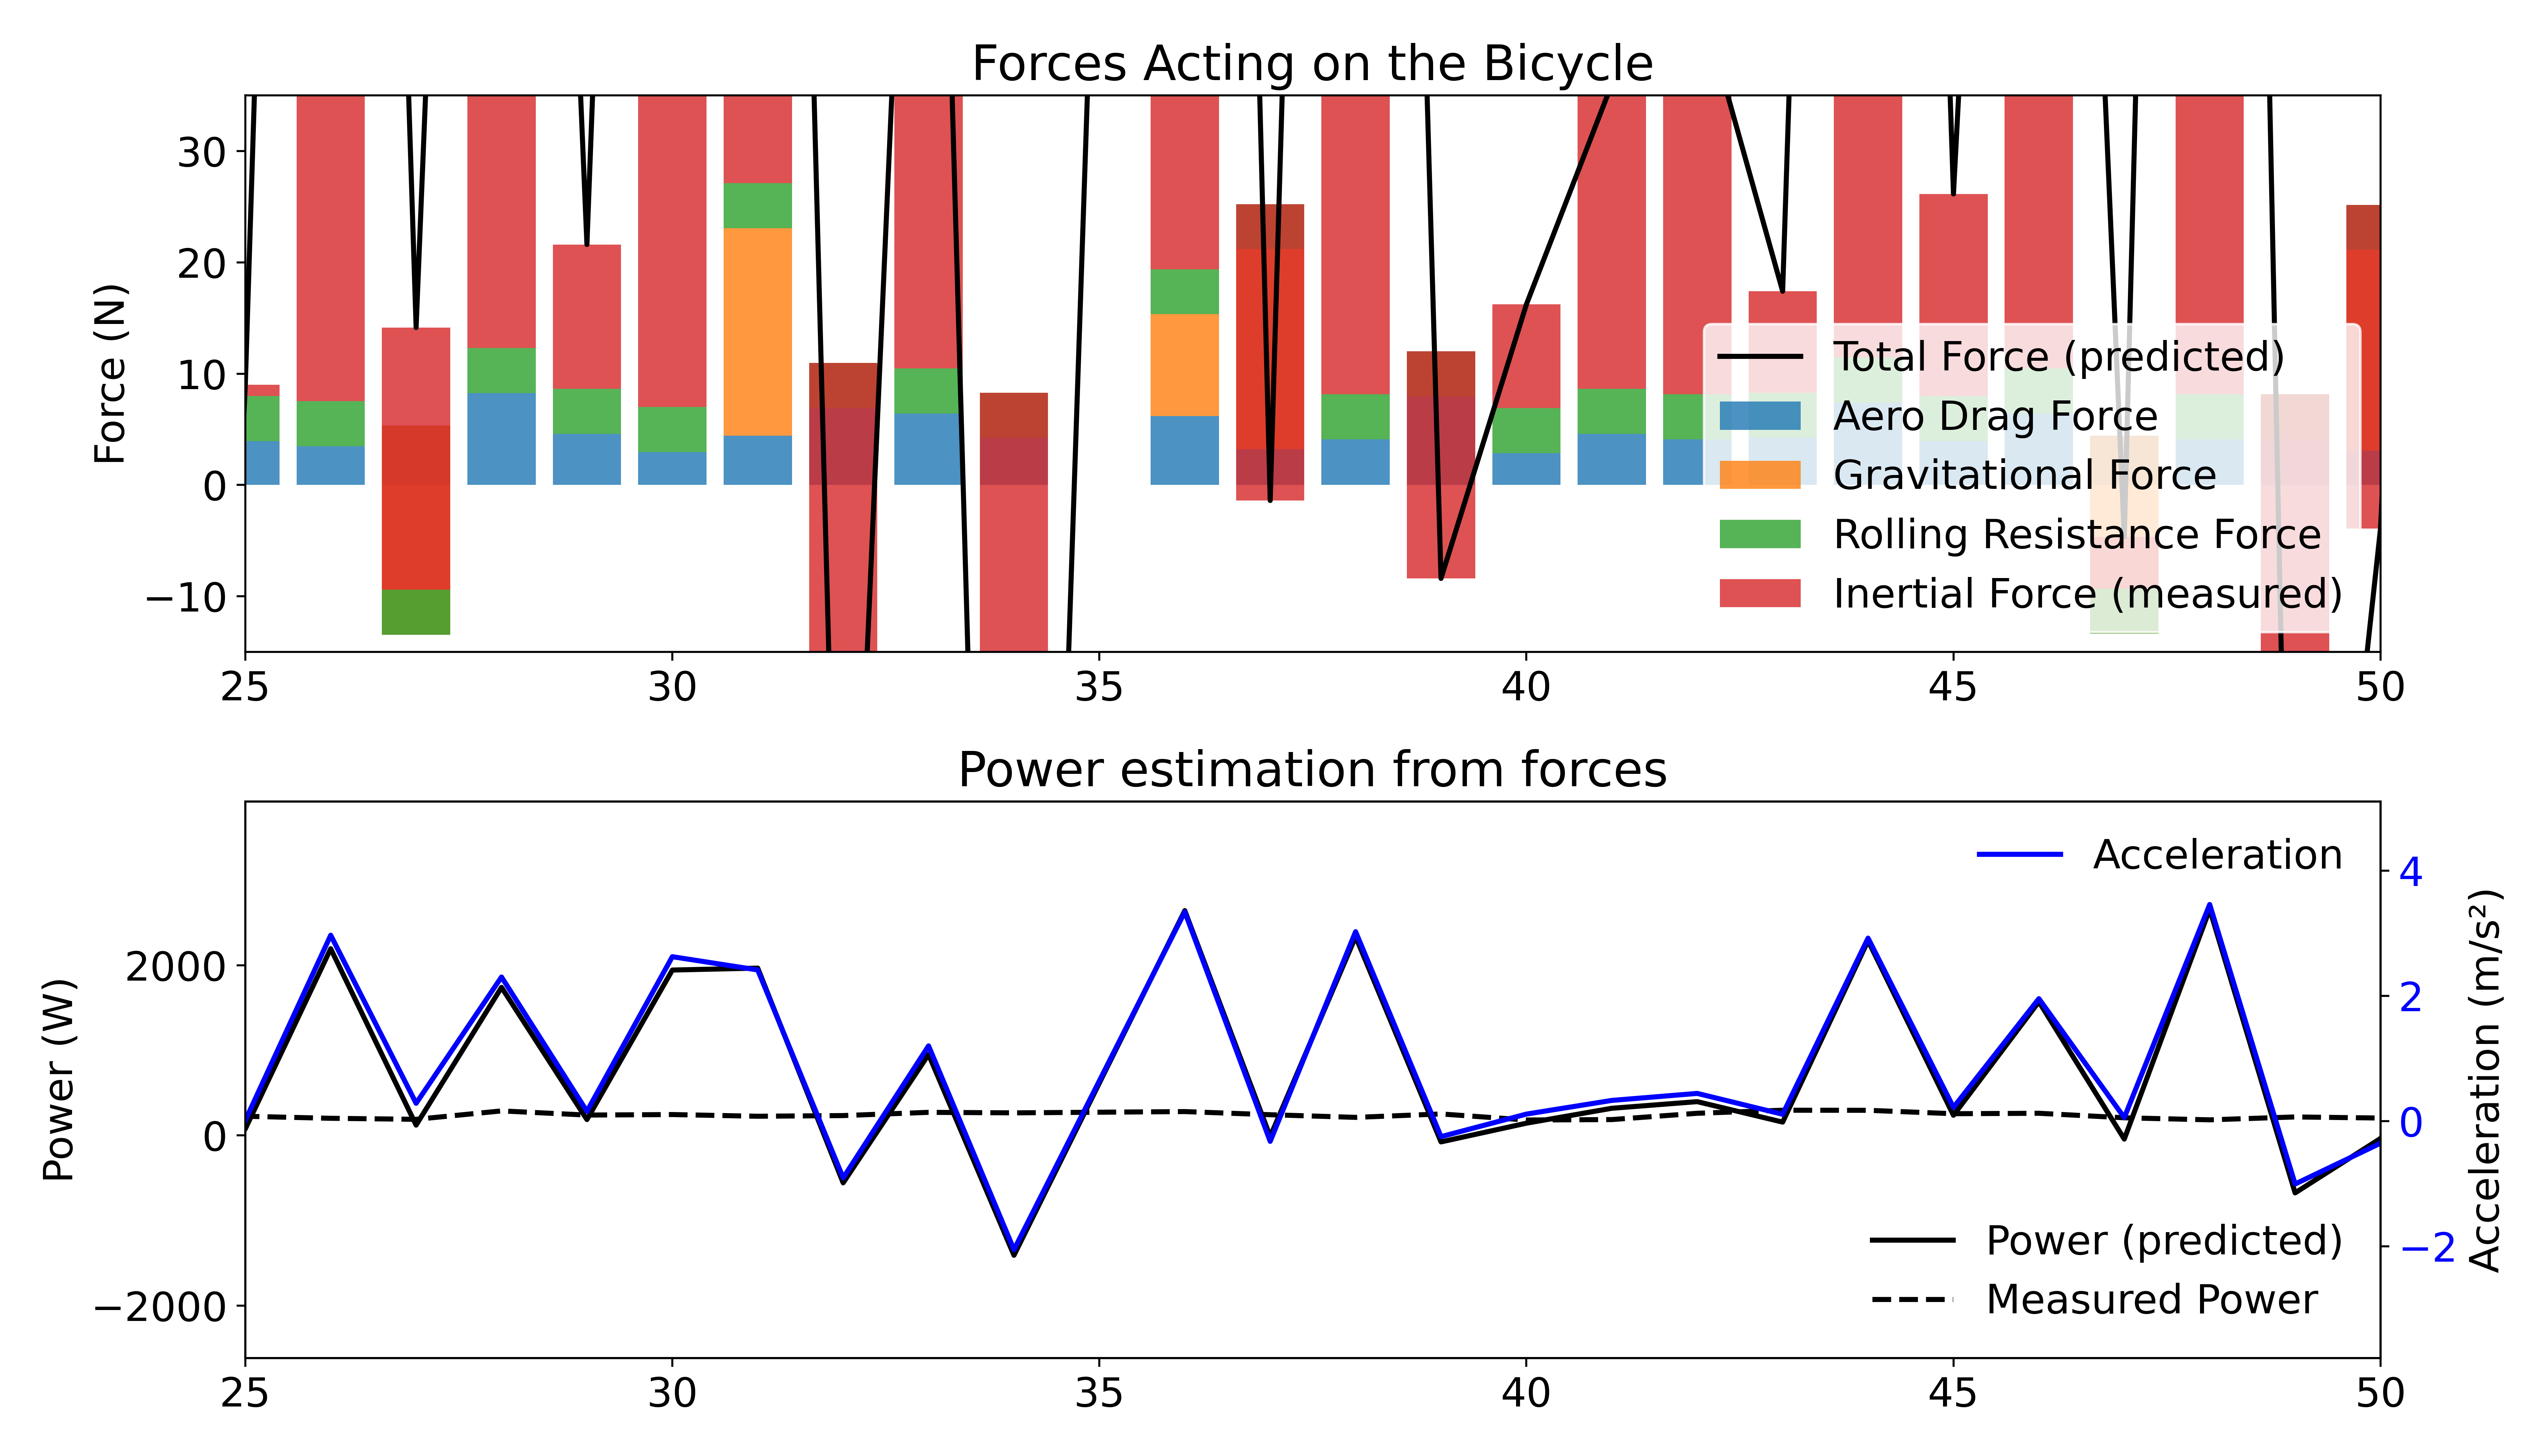 Forces Acting on the Bicycle
Force (N)
30
20
10
0
−10
Total Force (predicted)
Aero Drag Force
Gravitational Force
Rolling Resistance Force
Inertial Force (measured)
25 30 35 40 45 50
Power estimation from forces
Power (W)
2000
0
−2000
Acceleration
Power (predicted)
Measured Power
4
2
0
−2
Acceleration (m/s²)
25 30 35 40 45 50